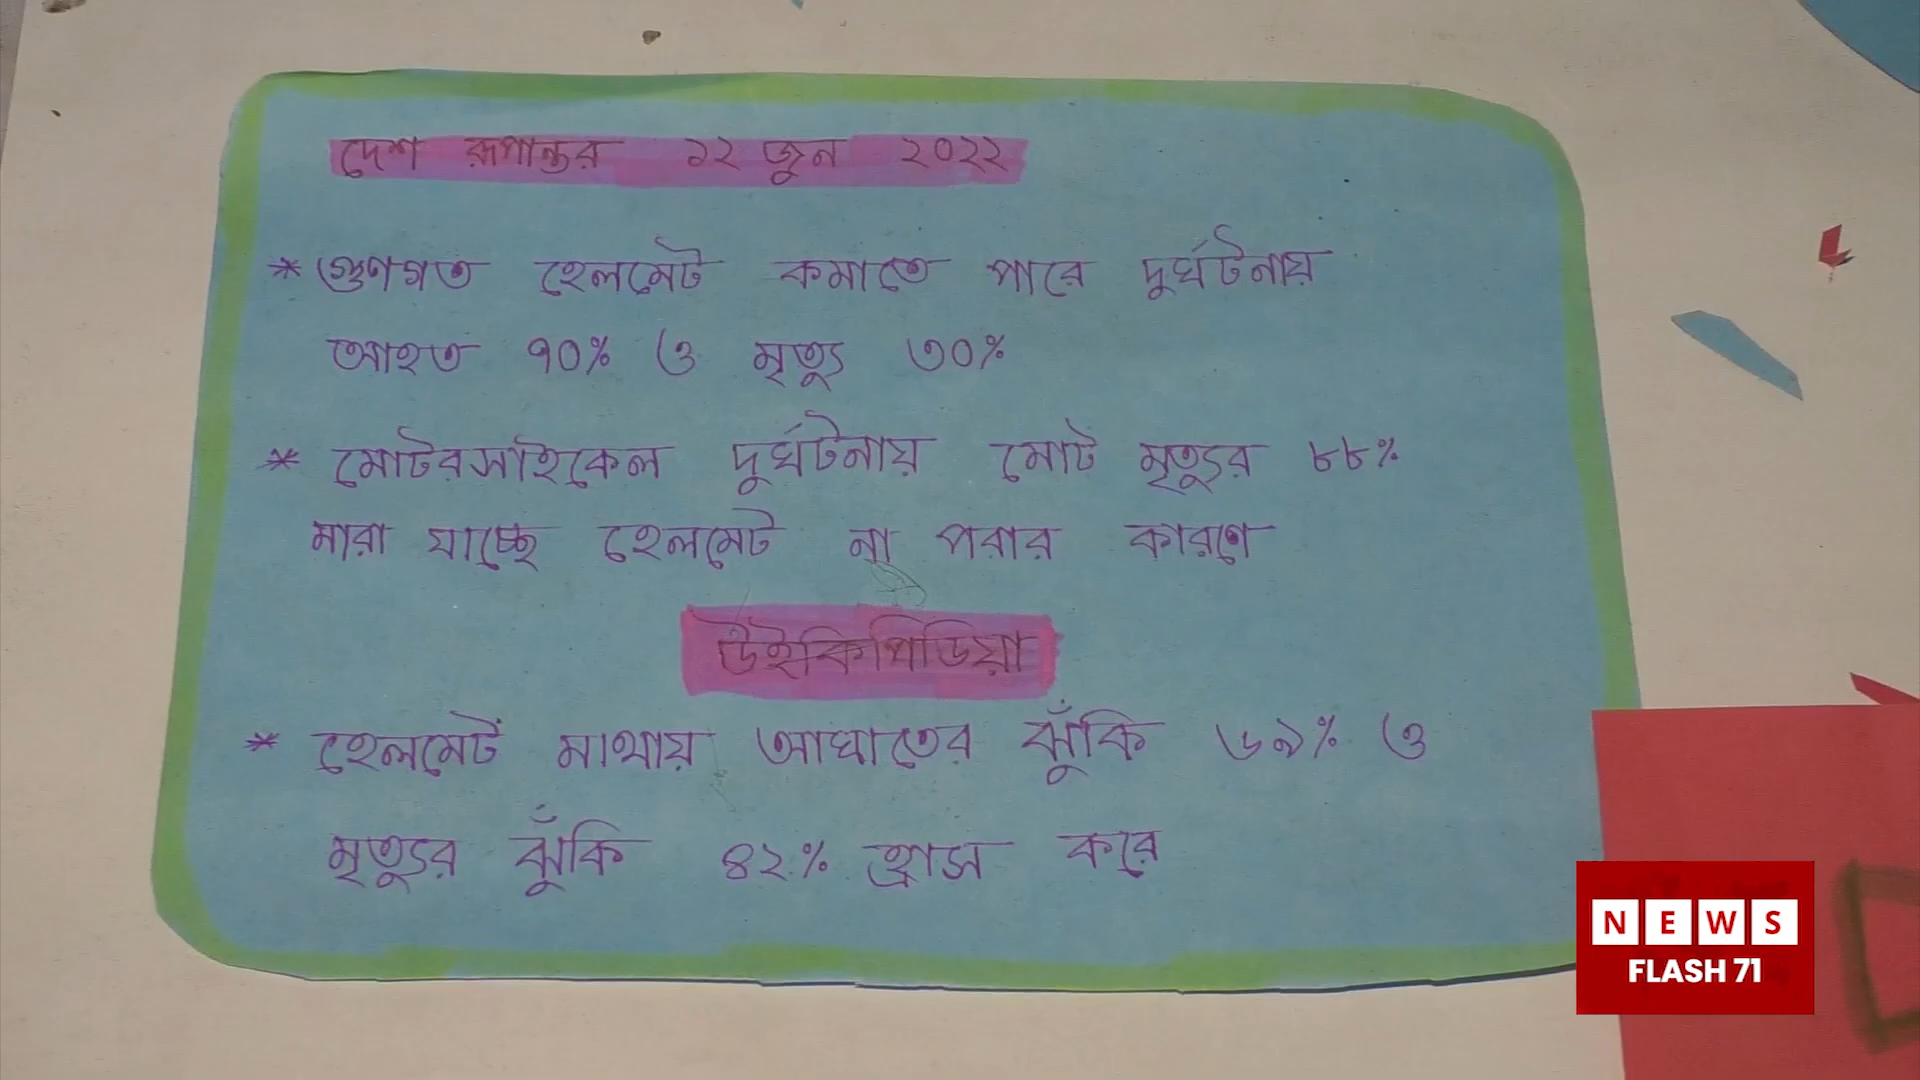 দেশ রূপান্তর ১২ জুন ২০২২
* গুণগত হেলমেট কমাতে পারে দুর্ঘটনায়
আহত ৭০% ও মৃত্যু ৩০%
* মোটরসাইকেল দুর্ঘটনায় মোট মৃত্যুর ৮৮%
মারা যাচ্ছে হেলমেট না পরার কারণে
উইকিপিডিয়া
* হেলমেট মাথায় আঘাতের ঝুঁকি ৬৯% ও
মৃত্যুর ঝুঁকি ৪২% হ্রাস করে
NEWS
FLASH 71